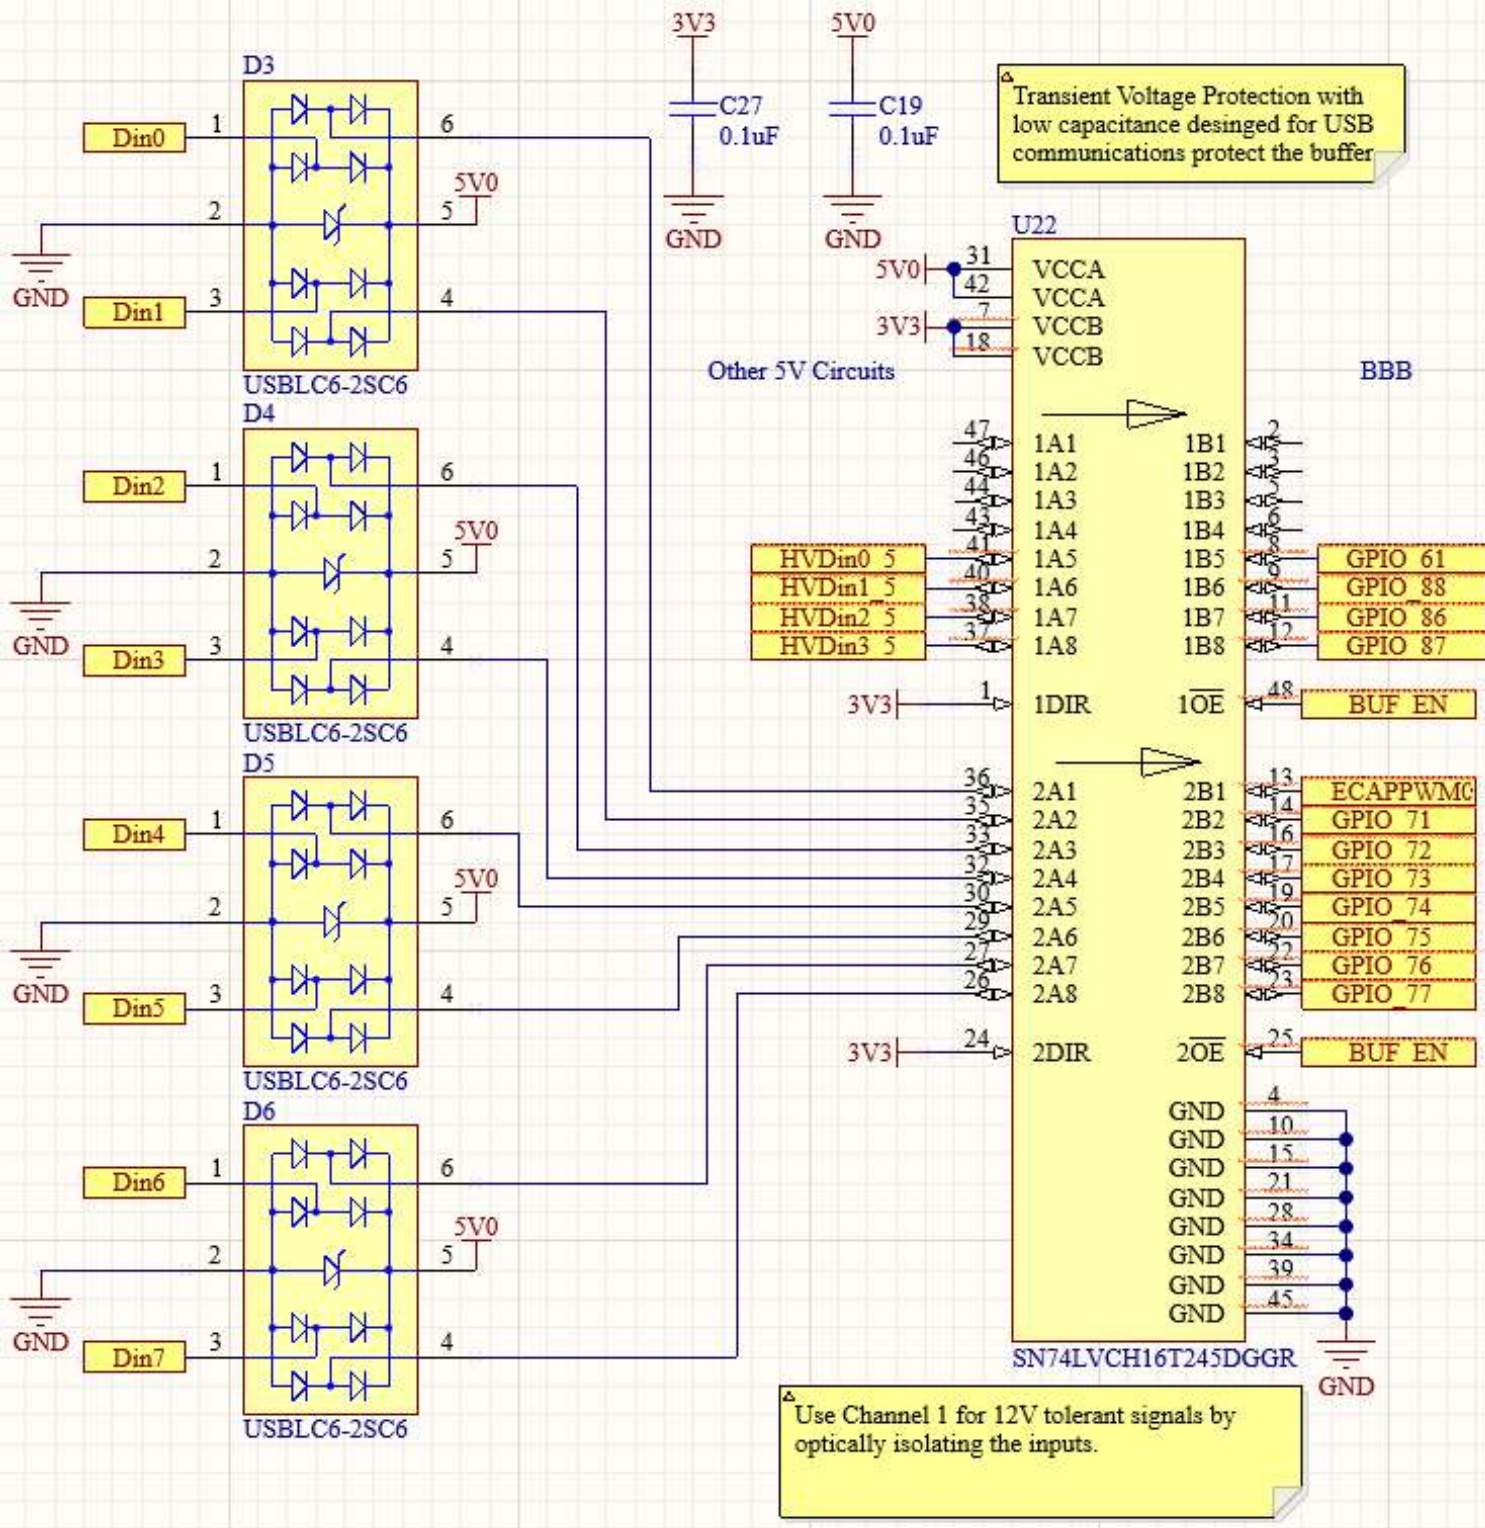 3V3
5V0
C27
0.1uF
C19
0.1uF
GND
GND
Transient Voltage Protection with
low capacitance desinged for USB
communications protect the buffer
D3
Din0
1
6
5V0
2
5
GND
Din1
3
4
USBLC6-2SC6
D4
Din2
1
6
5V0
2
5
GND
Din3
3
4
USBLC6-2SC6
D5
Din4
1
6
5V0
2
5
GND
Din5
3
4
USBLC6-2SC6
D6
Din6
1
6
5V0
2
5
GND
Din7
3
4
USBLC6-2SC6
U22
5V0 31 VCCA
42 VCCA
3V3 7 VCCB
18 VCCB
Other 5V Circuits
BBB
47 1A1 1B1 2
46 1A2 1B2 3
44 1A3 1B3 5
43 1A4 1B4 6
HVDin0_5 41 1A5 1B5 8 GPIO_61
HVDin1_5 40 1A6 1B6 9 GPIO_88
HVDin2_5 38 1A7 1B7 11 GPIO_86
HVDin3_5 37 1A8 1B8 12 GPIO_87
3V3 1 1DIR 1OE 48 BUF_EN
36 2A1 2B1 13 ECAPPWM0
35 2A2 2B2 14 GPIO_71
33 2A3 2B3 16 GPIO_72
32 2A4 2B4 17 GPIO_73
30 2A5 2B5 19 GPIO_74
29 2A6 2B6 20 GPIO_75
27 2A7 2B7 22 GPIO_76
26 2A8 2B8 23 GPIO_77
3V3 24 2DIR 2OE 25 BUF_EN
GND 4
GND 10
GND 15
GND 21
GND 28
GND 34
GND 39
GND 45
SN74LVCH16T245DGGR
GND
Use Channel 1 for 12V tolerant signals by
optically isolating the inputs.